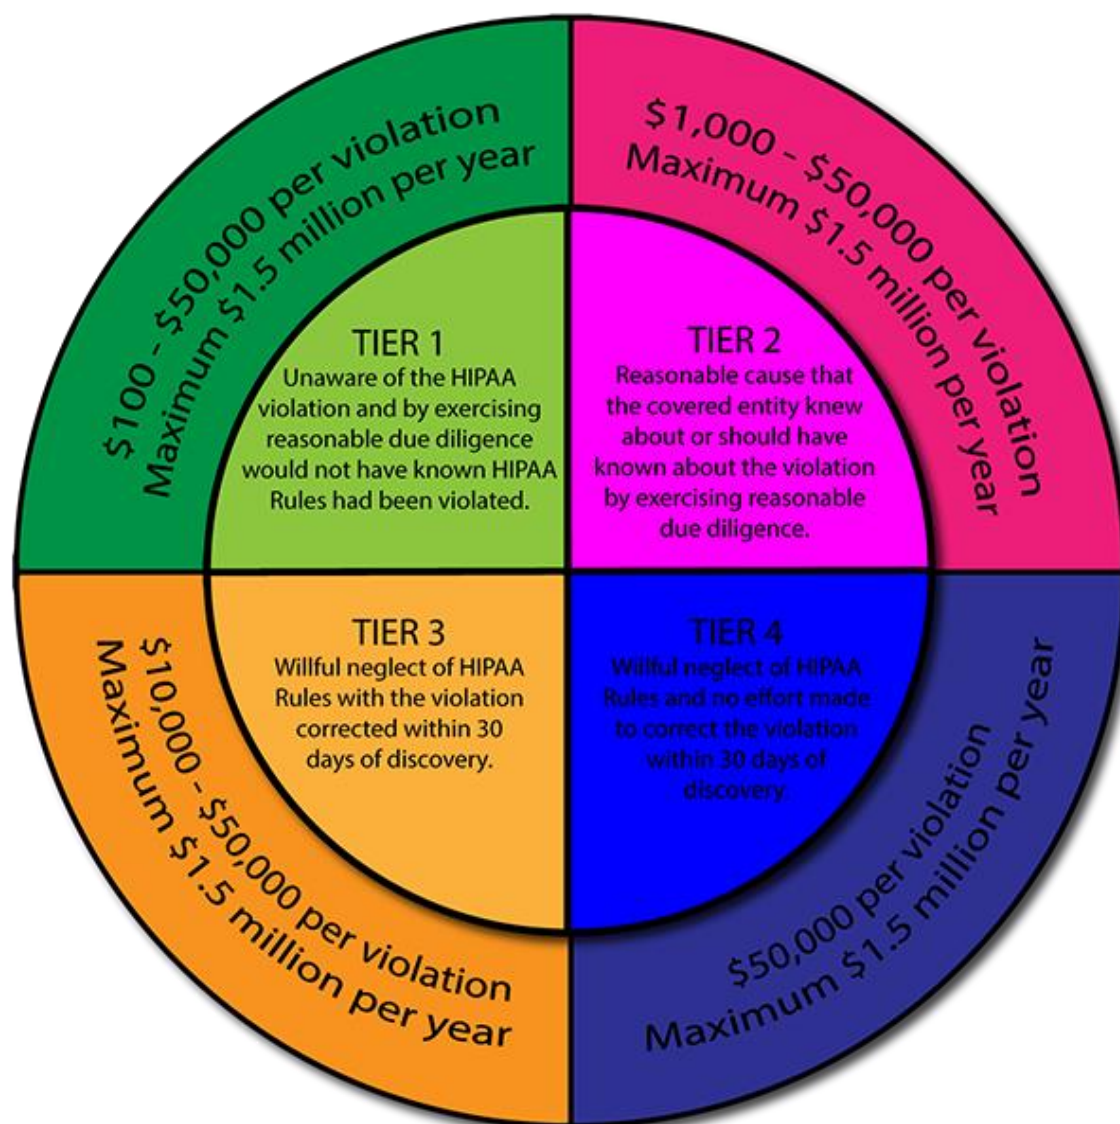 $100 - $50,000 per violation
Maximum $1.5 million per year
TIER 1
Unaware of the HIPAA
violation and by exercising
reasonable due diligence
would not have known HIPAA
Rules had been violated.
$1,000 - $50,000 per violation
Maximum $1.5 million per year
TIER 2
Reasonable cause that
the covered entity knew
about or should have
known about the violation
by exercising reasonable
due diligence.
TIER 3
Willful neglect of HIPAA
Rules with the violation
corrected within 30
days of discovery.
$10,000 - $50,000 per violation
Maximum $1.5 million per year
TIER 4
Willful neglect of HIPAA
Rules and no effort made
to correct the violation
within 30 days of
discovery.
$50,000 per violation
Maximum $1.5 million per year